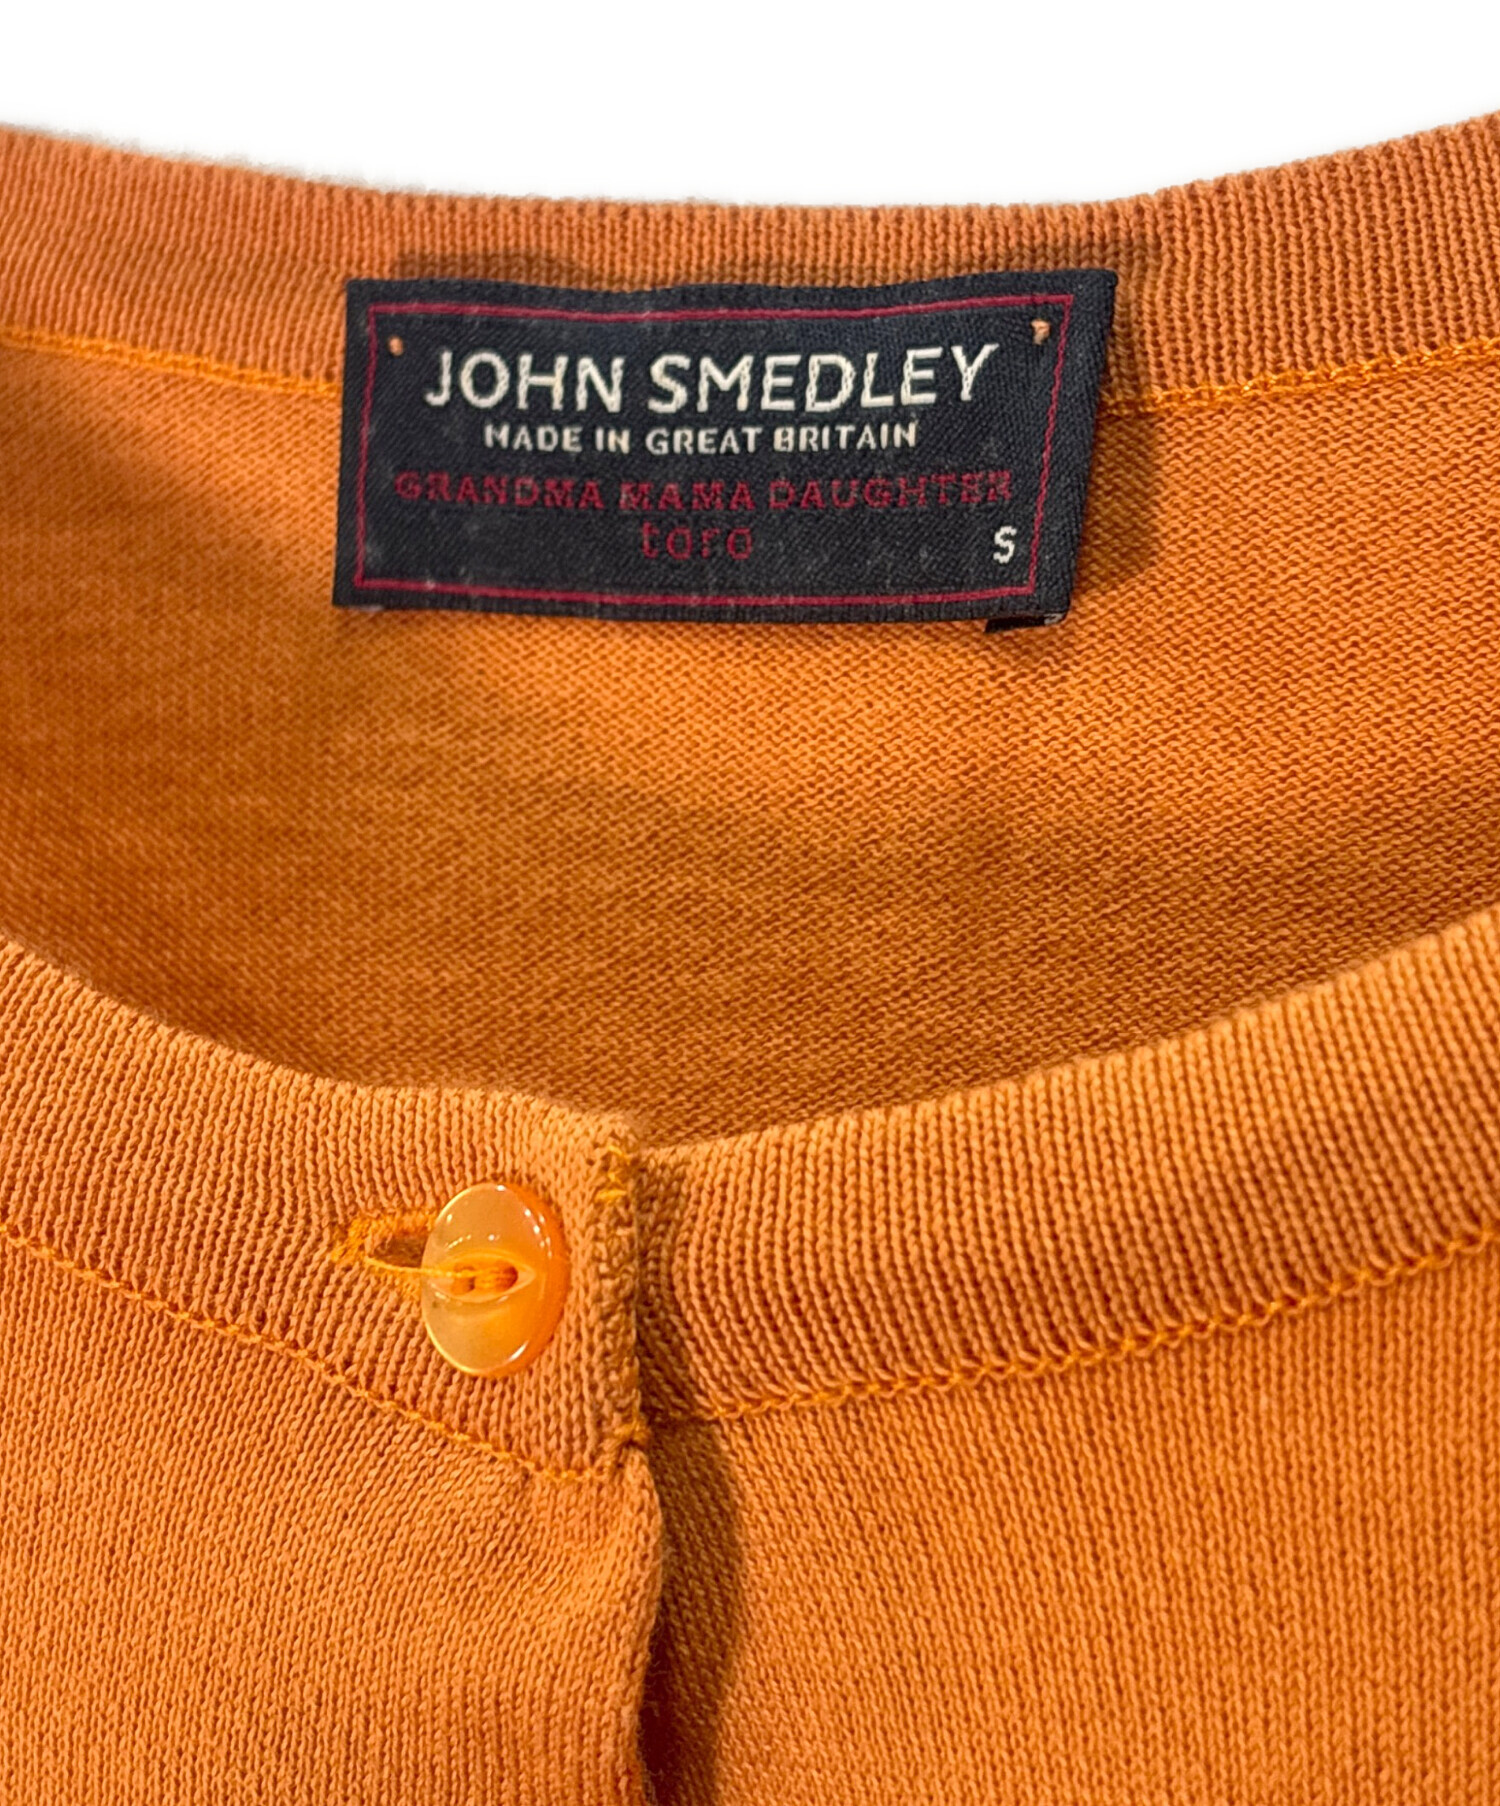 JOHN SMEDLEY
MADE IN GREAT BRITAIN
GRANDMA MAMA DAUGHTER
toro
S